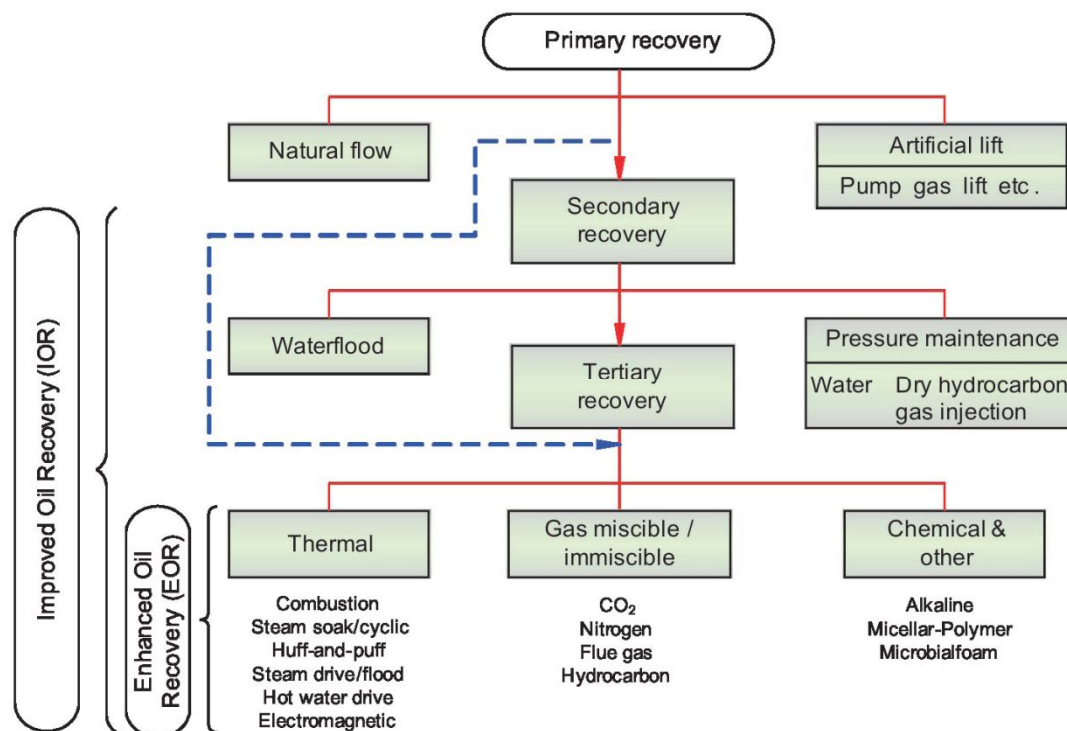 Primary recovery
Natural flow
Artificial lift
Pump gas lift etc.
Secondary
recovery
Waterflood
Pressure maintenance
Water Dry hydrocarbon
gas injection
Tertiary
recovery
Improved Oil Recovery (IOR)
Enhanced Oil
Recovery (EOR)
Thermal
Combustion
Steam soak/cyclic
Huff-and-puff
Steam drive/flood
Hot water drive
Electromagnetic
Gas miscible /
immiscible
CO₂
Nitrogen
Flue gas
Hydrocarbon
Chemical &
other
Alkaline
Micellar-Polymer
Microbialfoam